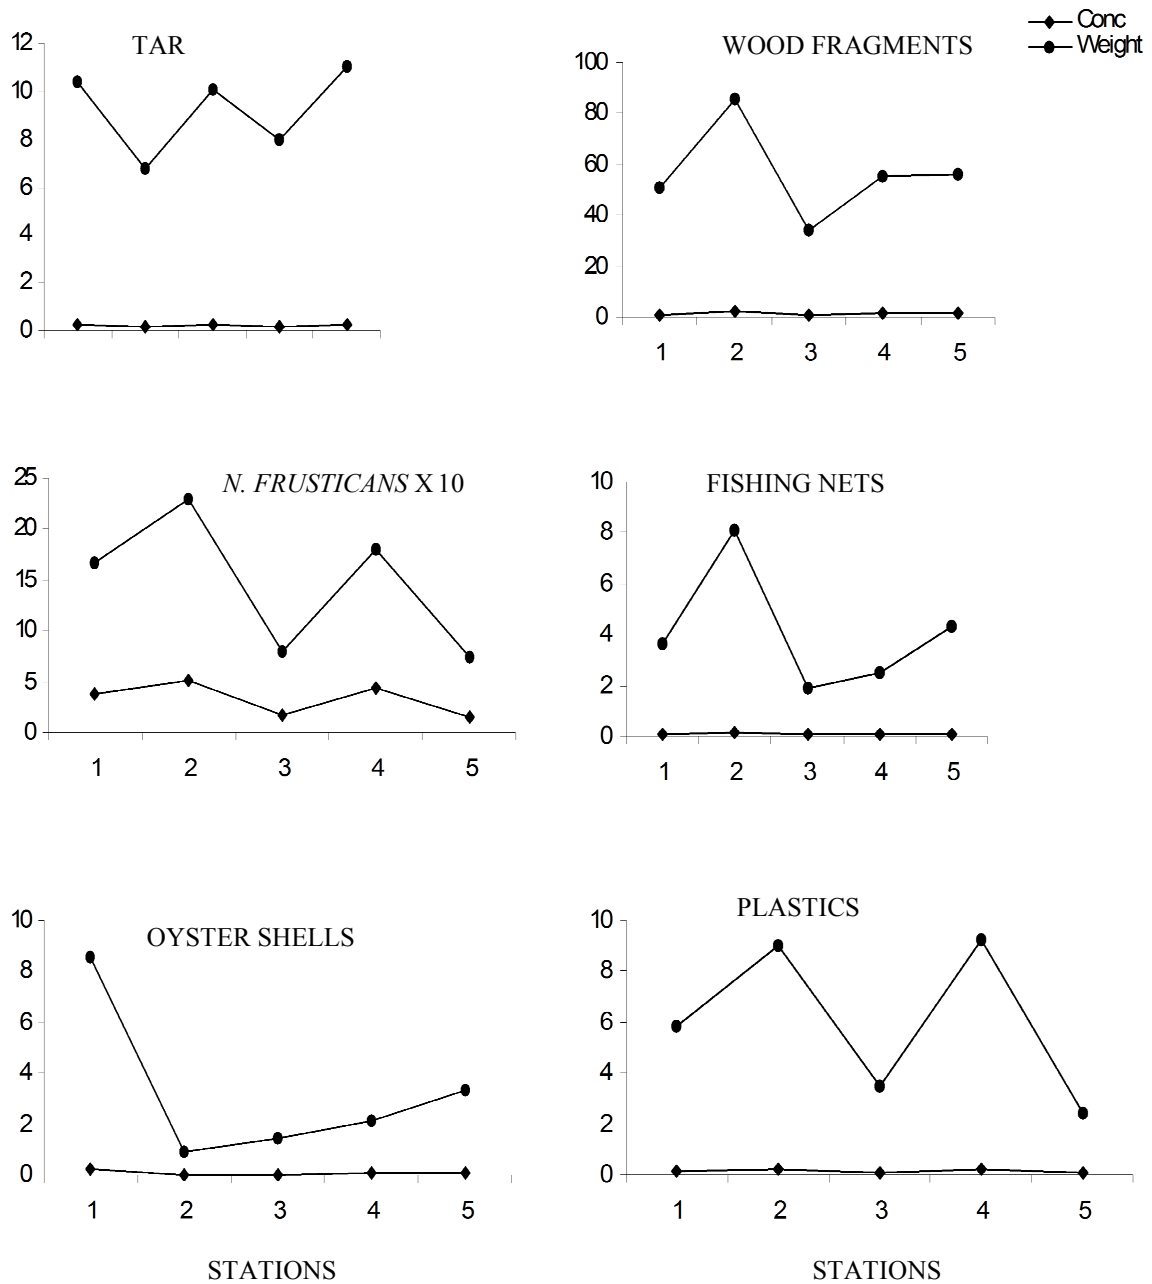 Conc
Weight
TAR
12
10
8
6
4
2
0
WOOD FRAGMENTS
100
80
60
40
20
0
1 2 3 4 5
N. FRUSTICANS X 10
25
20
15
10
5
0
1 2 3 4 5
FISHING NETS
10
8
6
4
2
0
1 2 3 4 5
OYSTER SHELLS
10
8
6
4
2
0
1 2 3 4 5
STATIONS
PLASTICS
10
8
6
4
2
0
1 2 3 4 5
STATIONS